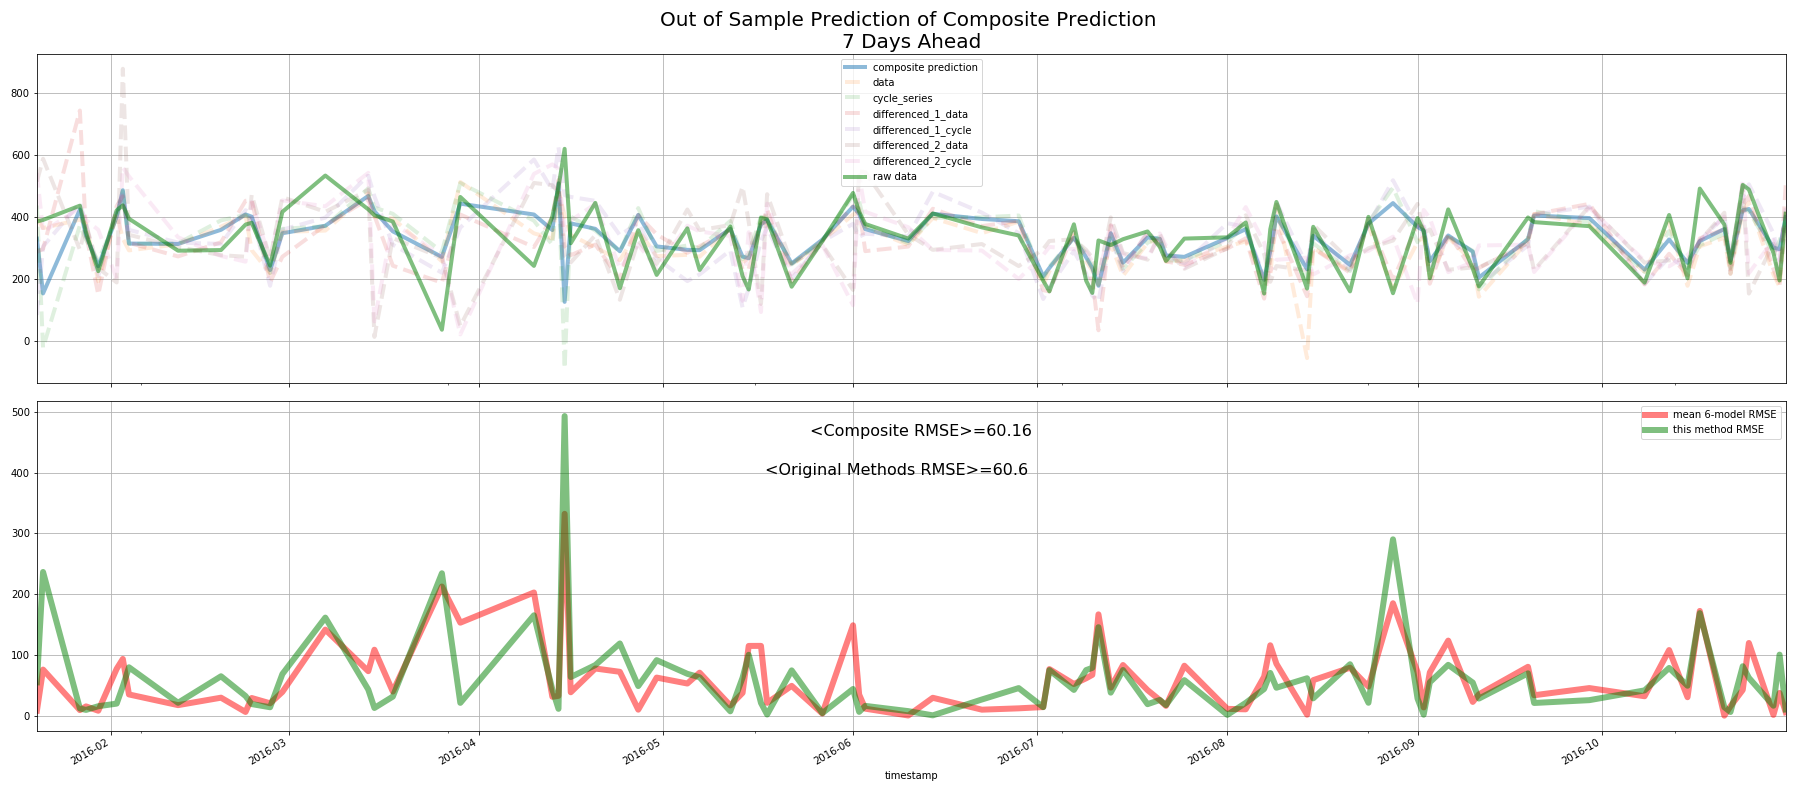 Out of Sample Prediction of Composite Prediction
7 Days Ahead
composite prediction
data
cycle_series
differenced_1_data
differenced_1_cycle
differenced_2_data
differenced_2_cycle
raw data
800
600
400
200
0
mean 6-model RMSE
this method RMSE
<Composite RMSE>=60.16
<Original Methods RMSE>=60.6
500
400
300
200
100
0
2016-02
2016-03
2016-04
2016-05
2016-06
2016-07
2016-08
2016-09
2016-10
timestamp